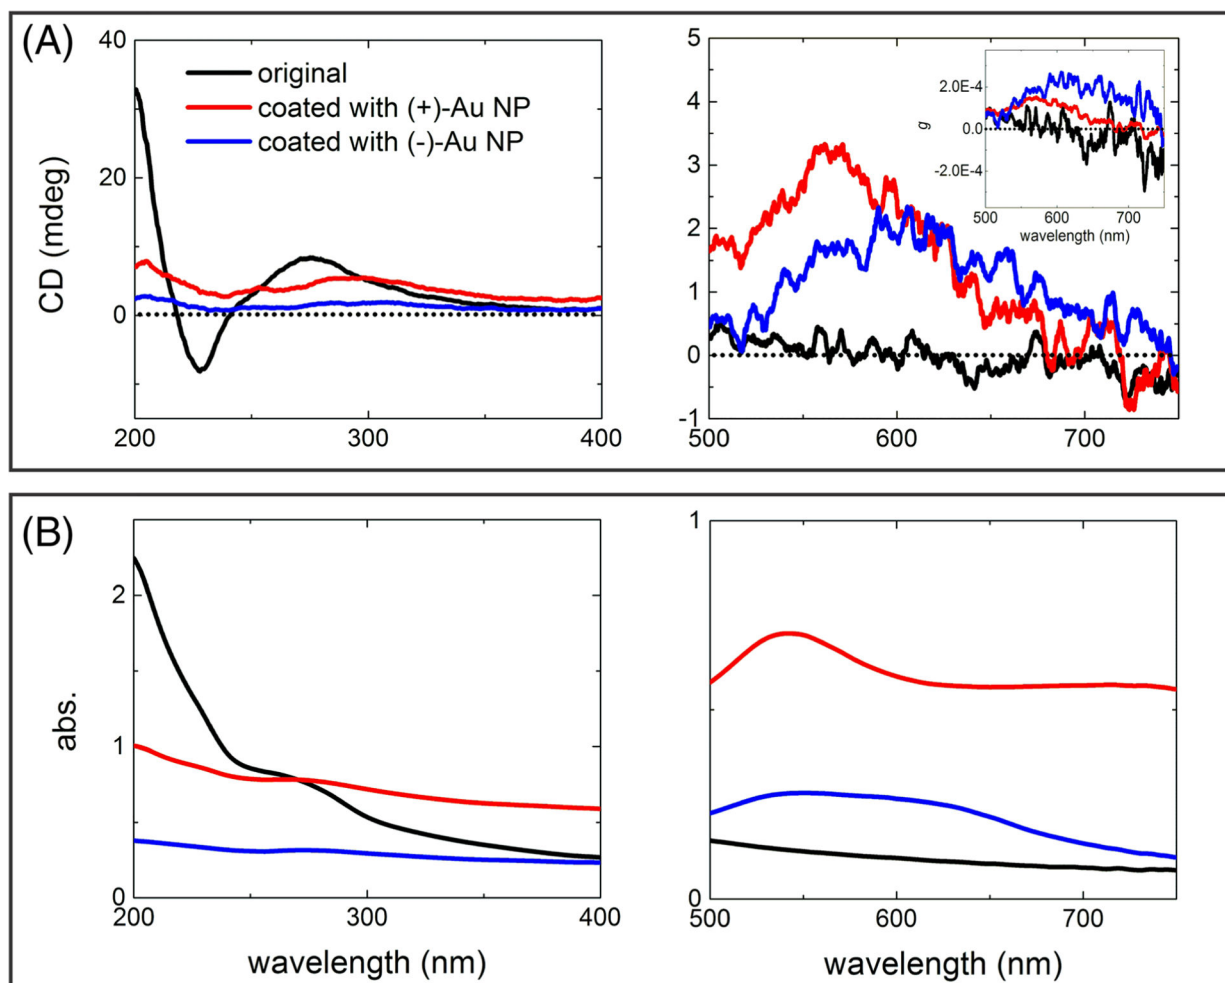 (A)
CD (mdeg)
40
20
0
original
coated with (+)-Au NP
coated with (-)-Au NP
200
300
400
5
4
3
2
1
0
-1
500
600
700
g
2.0E-4
0.0
-2.0E-4
500
600
700
wavelength (nm)
(B)
abs.
2
1
0
200
300
400
wavelength (nm)
1
0
500
600
700
wavelength (nm)